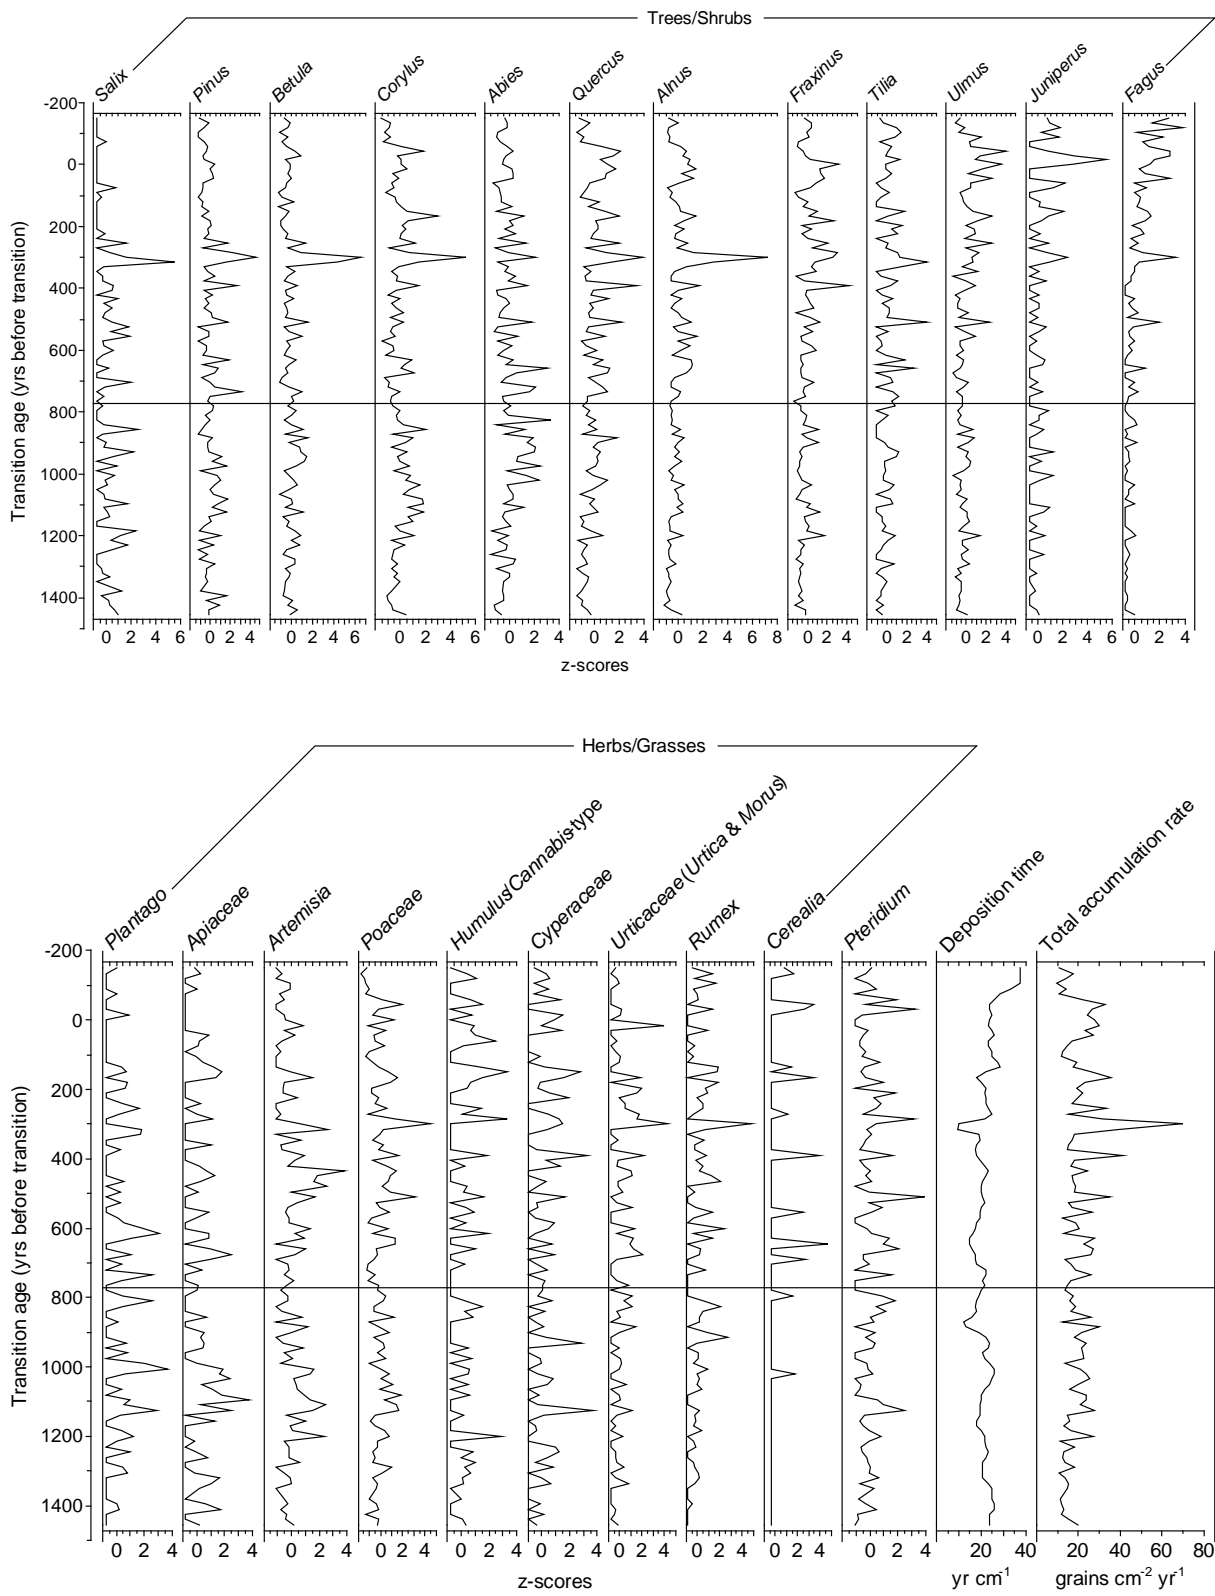 Trees/Shrubs
Salix
Pinus
Betula
Corylus
Abies
Quercus
Alnus
Fraxinus
Tilia
Ulmus
Juniperus
Fagus
Transition age (yrs before transition)
-200
0
200
400
600
800
1000
1200
1400
0 2 4 6 0 2 4 0 2 4 6 0 2 4 6 0 2 4 0 2 4 0 2 4 6 8 0 2 4 0 2 4 0 2 4 0 2 4 6 0 2 4
z-scores
Herbs/Grasses
Plantago
Apiaceae
Artemisia
Poaceae
Humulus/Cannabis-type
Cyperaceae
Urticaceae (Urtica & Morus)
Rumex
Cerealia
Pteridium
Deposition time
Total accumulation rate
Transition age (yrs before transition)
-200
0
200
400
600
800
1000
1200
1400
0 2 4 0 2 4 0 2 4 0 2 4 0 2 4 0 2 4 0 2 4 0 2 4 0 2 4 0 2 4 20 40 20 40 60 80
z-scores
yr cm-1
grains cm-2 yr-1